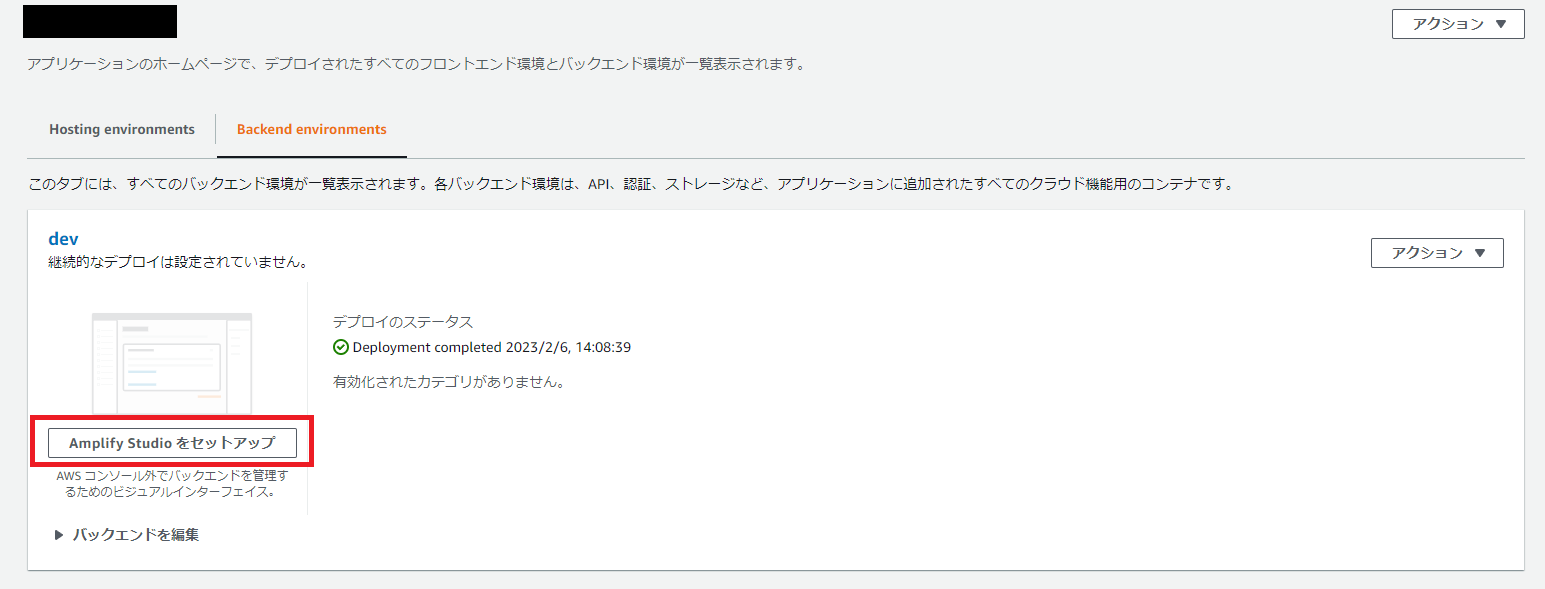 アクション ▼
アプリケーションのホームページで、デプロイされたすべてのフロントエンド環境とバックエンド環境が一覧表示されます。
Hosting environments
Backend environments
このタブには、すべてのバックエンド環境が一覧表示されます。各バックエンド環境は、API、認証、ストレージなど、アプリケーションに追加されたすべてのクラウド機能用のコンテナです。
dev
継続的なデプロイは設定されていません。
アクション ▼
デプロイのステータス
Deployment completed 2023/2/6, 14:08:39
有効化されたカテゴリがありません。
Amplify Studio をセットアップ
AWS コンソール外でバックエンドを管理す
るためのビジュアルインターフェイス。
▶ バックエンドを編集